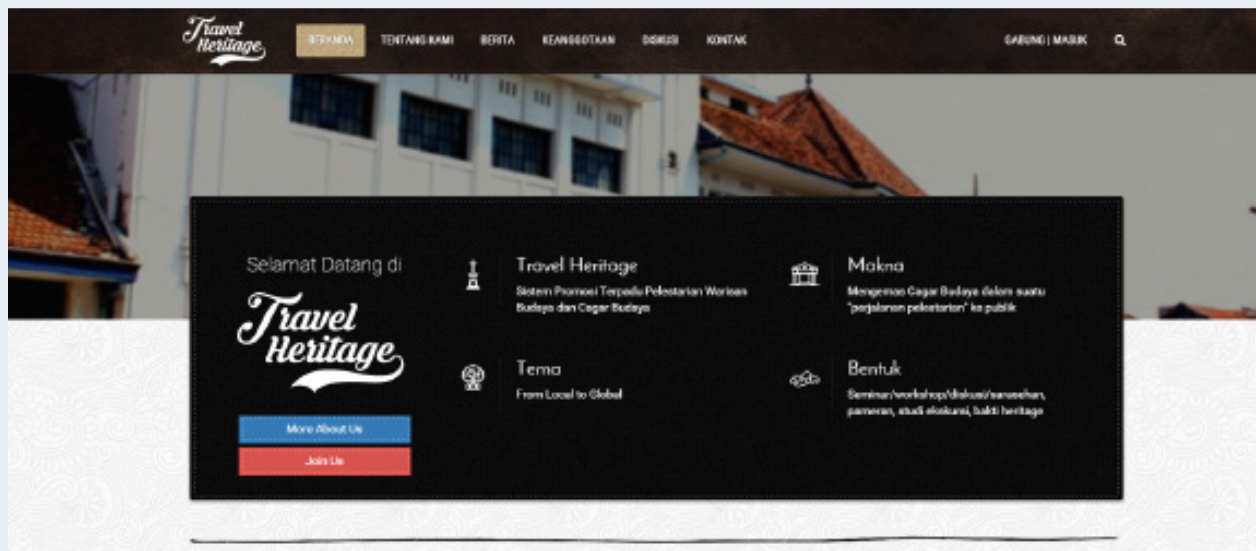 Travel
Heritage
BERANDA
TENTANG KAMI
BERITA
KEANGGOTAAN
DISKUSI
KONTAK
GABUNG | MASUK
Selamat Datang di
Travel
Heritage
More About Us
Join Us
Travel Heritage
Sistem Promosi Terpadu Pelestarian Warisan
Budaya dan Cagar Budaya
Makna
Mengemas Cagar Budaya dalam suatu
"perjalanan pelestarian" ke publik
Tema
From Local to Global
Bentuk
Seminar/workshop/diskusi/sarasehan,
pameran, studi ekskursi, bakti heritage